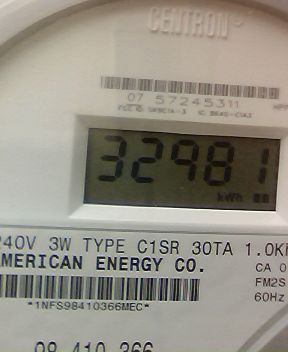 CENTRON
07 57245311
32981
kWh
240V 3W TYPE C1SR 30TA 1.0K
AMERICAN ENERGY CO.
CA 0
FM2S
60Hz
*1NFS98410366MEC*
98 410 366